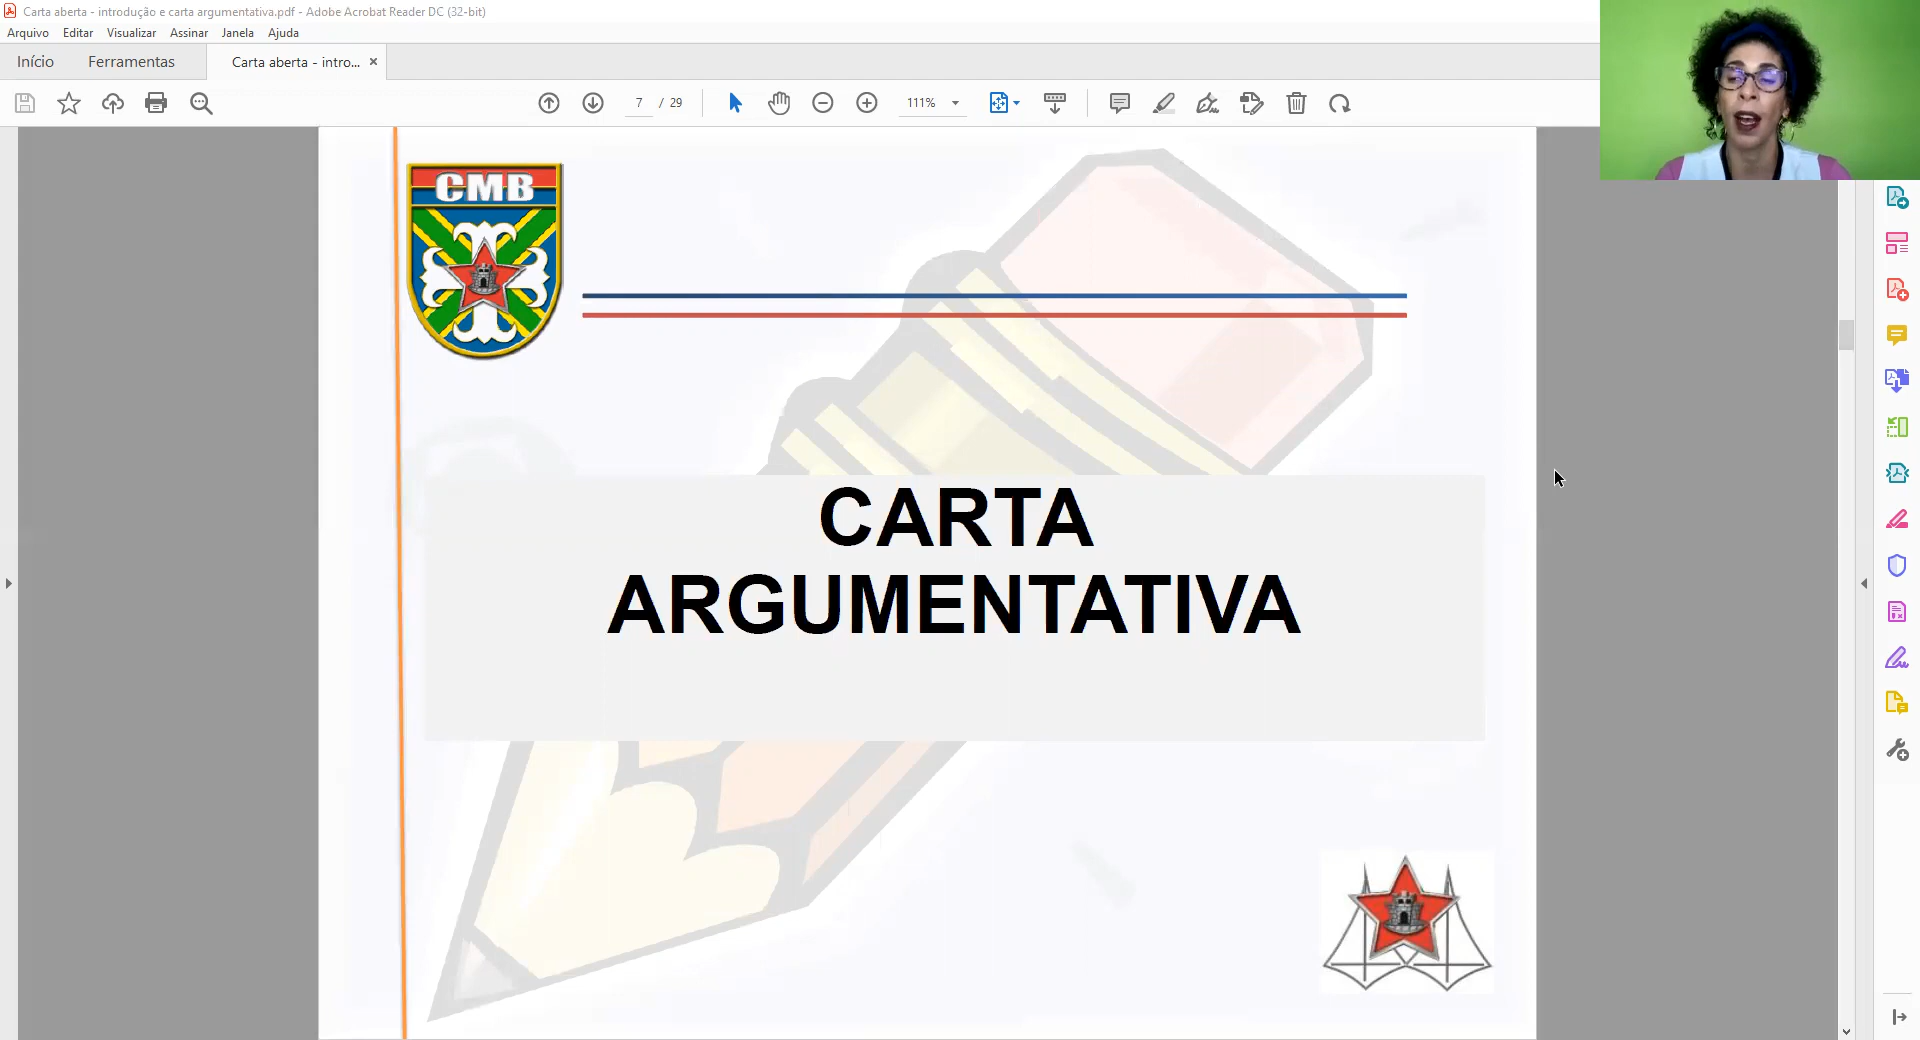 Carta aberta - introdução e carta argumentativa.pdf - Adobe Acrobat Reader DC (32-bit)
Arquivo Editar Visualizar Assinar Janela Ajuda
Início Ferramentas Carta aberta - intro... ×
7 / 29 111%
CMB
CARTA
ARGUMENTATIVA